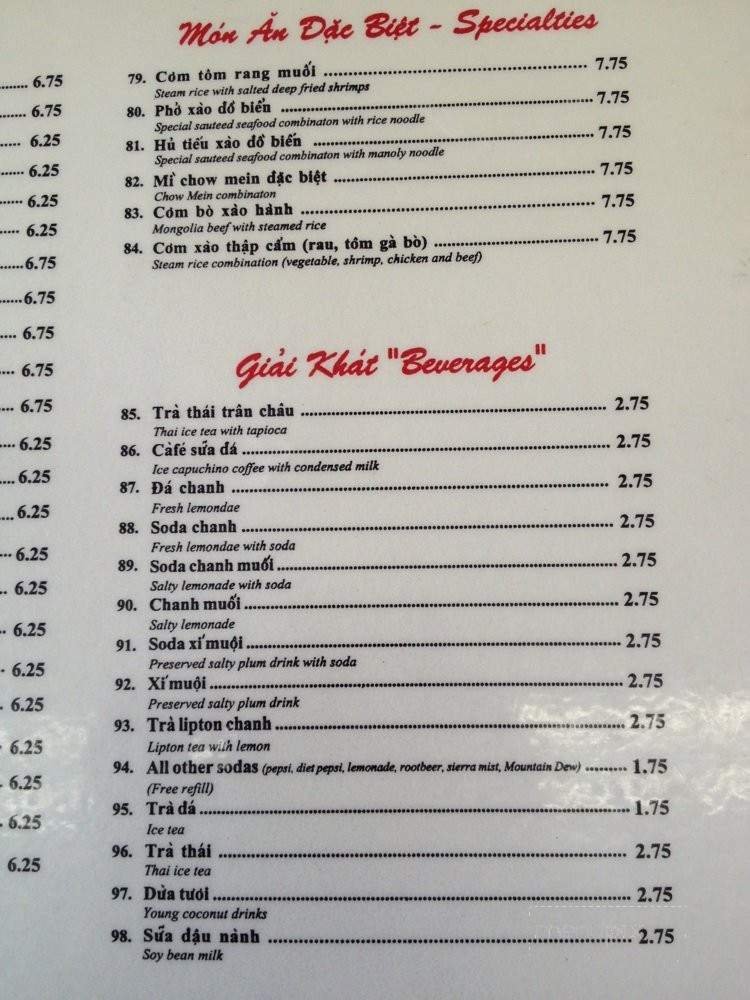 Món Ăn Đặc Biệt - Specialties
79. Cơm tôm rang muối 7.75
Steam rice with salted deep fried shrimps
80. Phở xào đồ biển 7.75
Special sauteed seafood combinaton with rice noodle
81. Hủ tiếu xào đồ biển 7.75
Special sauteed seafood combinaton with manoly noodle
82. Mì chow mein đặc biệt 7.75
Chow Mein combinaton
83. Cơm bò xào hành 7.75
Mongolia beef with steamed rice
84. Cơm xào thập cẩm (rau, tôm gà bò) 7.75
Steam rice combination (vegetable, shrimp, chicken and beef)
Giải Khát "Beverages"
85. Trà thái trân châu 2.75
Thai ice tea with tapioca
86. Càfé sữa đá 2.75
Ice capuchino coffee with condensed milk
87. Đá chanh 2.75
Fresh lemondae
88. Soda chanh 2.75
Fresh lemondae with soda
89. Soda chanh muối 2.75
Salty lemonade with soda
90. Chanh muối 2.75
Salty lemonade
91. Soda xí muội 2.75
Preserved salty plum drink with soda
92. Xí muội 2.75
Preserved salty plum drink
93. Trà lipton chanh 2.75
Lipton tea with lemon
94. All other sodas (pepsi, diet pepsi, lemonade, rootbeer, sierra mist, Mountain Dew) 1.75
(Free refill)
95. Trà đá 1.75
Ice tea
96. Trà thái 2.75
Thai ice tea
97. Dừa tươi 2.75
Young coconut drinks
98. Sữa đậu nành 2.75
Soy bean milk
6.75
6.75
6.25
6.25
6.25
6.25
6.75
6.75
6.75
6.75
6.75
6.25
6.25
6.25
6.25
6.25
6.25
6.25
6.25
6.25
6.25
6.25
6.25